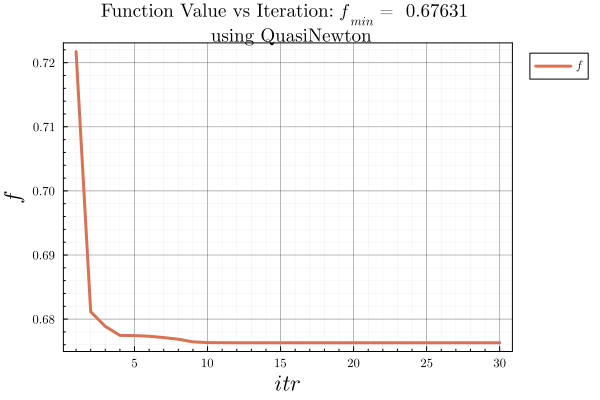 Function Value vs Iteration: f_min = 0.67631
using QuasiNewton
f
0.72
0.71
0.70
0.69
0.68
f
5
10
15
20
25
30
itr